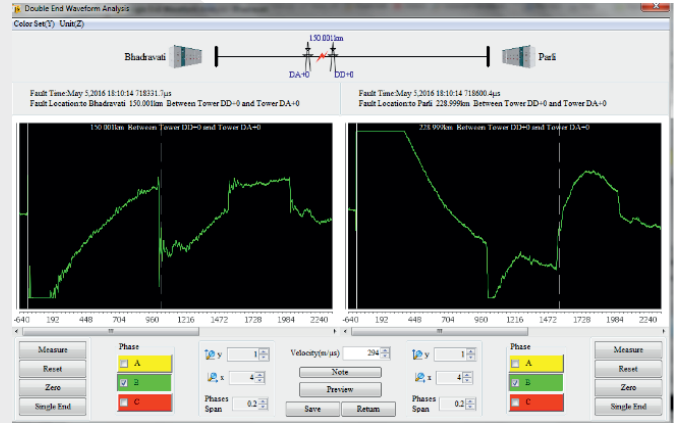 Double End Waveform Analysis
Color Set(Y) Unit(Z)
150.001km
Bhadravati Parli
DA+0 DD+0
Fault Time:May 5,2016 18:10:14 718331.7μs Fault Time:May 5,2016 18:10:14 718600.4μs
Fault Location:to Bhadravati 150.001km Between Tower DD+0 and Tower DA+0 Fault Location:to Parli 228.999km Between Tower DD+0 and Tower DA+0
150.001km Between Tower DD+0 and Tower DA+0 228.999km Between Tower DD+0 and Tower DA+0
-640 192 448 704 960 1216 1472 1728 1984 2240 -640 192 448 704 960 1216 1472 1728 1984 2240
Measure Phase y 1 Velocity(m/μs) 294 y 1 Phase Measure
Reset A Note A Reset
Zero B x 4 Preview x 4 B Zero
Single End C Phases Span 0.2 Save Return Phases Span 0.2 C Single End